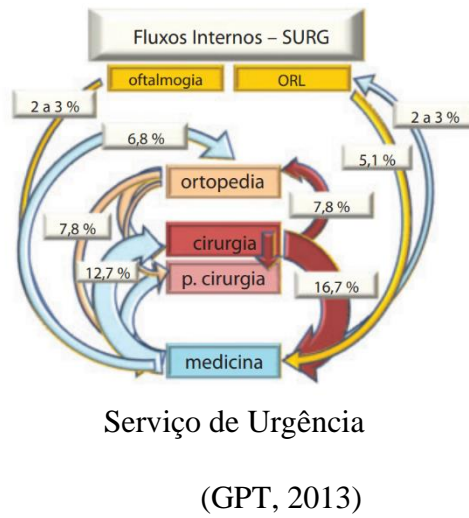 Fluxos Internos – SURG
oftalmogia ORL
2 a 3 % 2 a 3 %
6,8 %
5,1 %
ortopedia
7,8 % 7,8 %
cirurgia
12,7 % p. cirurgia 16,7 %
medicina
Serviço de Urgência
(GPT, 2013)